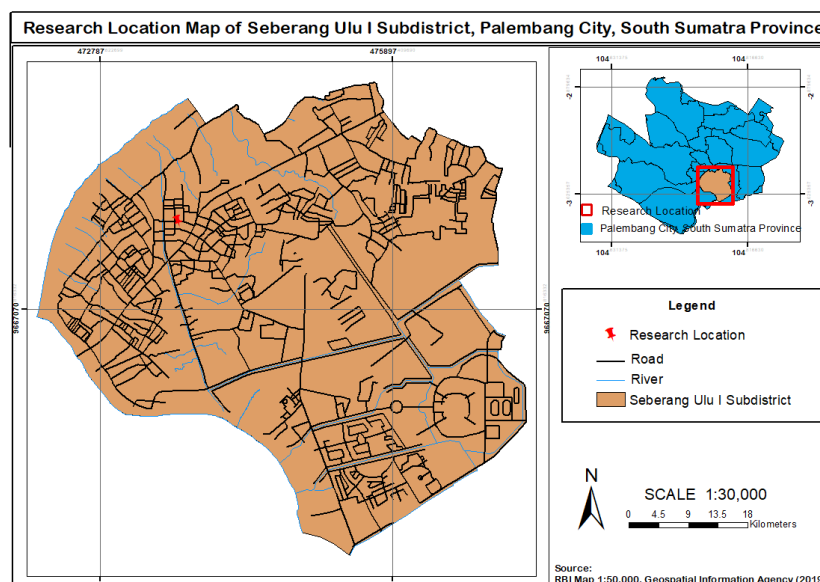 Research Location Map of Seberang Ulu I Subdistrict, Palembang City, South Sumatra Province
472787
475897
9667070
9667070
104
104
-2
-2
-3
-3
Research Location
Palembang City South Sumatra Province
104
104
Legend
Research Location
Road
River
Seberang Ulu I Subdistrict
N
SCALE 1:30,000
0 4.5 9 13.5 18
Kilometers
Source:
RBI Map 1:50.000, Geospatial Information Agency (2019